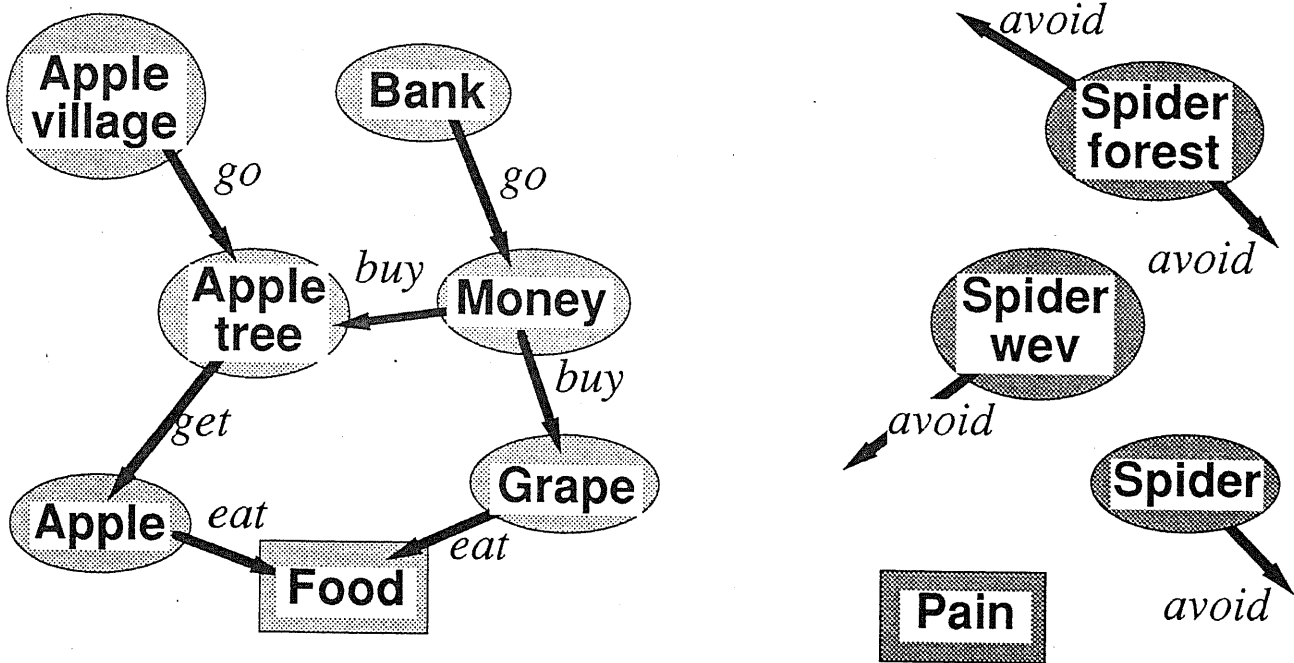 Apple
village
go
Bank
go
Apple
tree
buy
Money
buy
get
Apple
eat
Grape
eat
Food
avoid
Spider
forest
avoid
Spider
wev
avoid
Spider
avoid
Pain